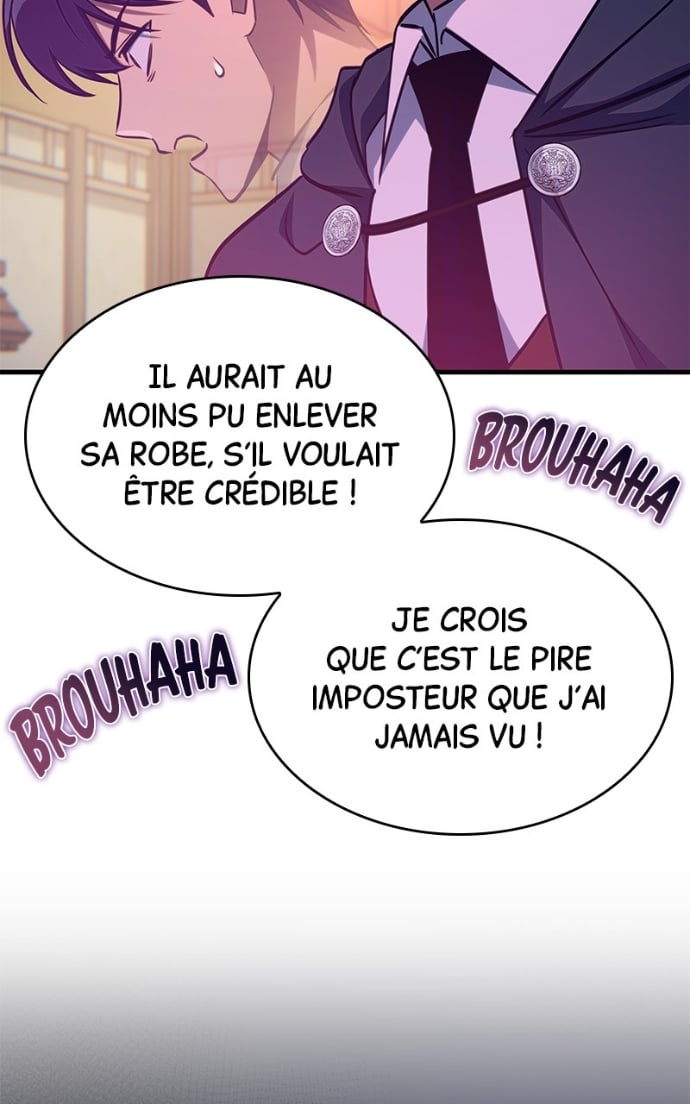 IL AURAIT AU
MOINS PU ENLEVER
SA ROBE, S'IL VOULAIT
ÊTRE CRÉDIBLE !
BROUHAHA
JE CROIS
QUE C'EST LE PIRE
IMPOSTEUR QUE J'AI
JAMAIS VU !
BROUHAHA